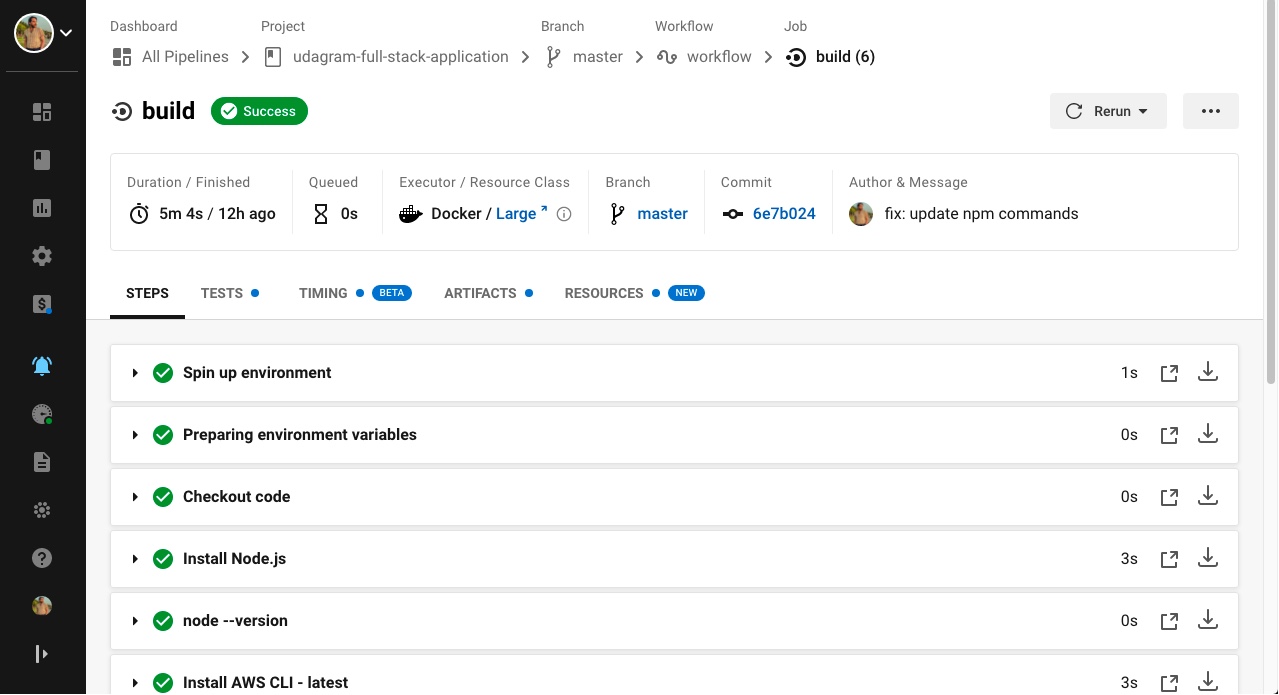 Dashboard Project Branch Workflow Job
All Pipelines udagram-full-stack-application master workflow build (6)
build Success Rerun
Duration / Finished Queued Executor / Resource Class Branch Commit Author & Message
5m 4s / 12h ago 0s Docker / Large master 6e7b024 fix: update npm commands
STEPS TESTS TIMING BETA ARTIFACTS RESOURCES NEW
Spin up environment 1s
Preparing environment variables 0s
Checkout code 0s
Install Node.js 3s
node --version 0s
Install AWS CLI - latest 3s